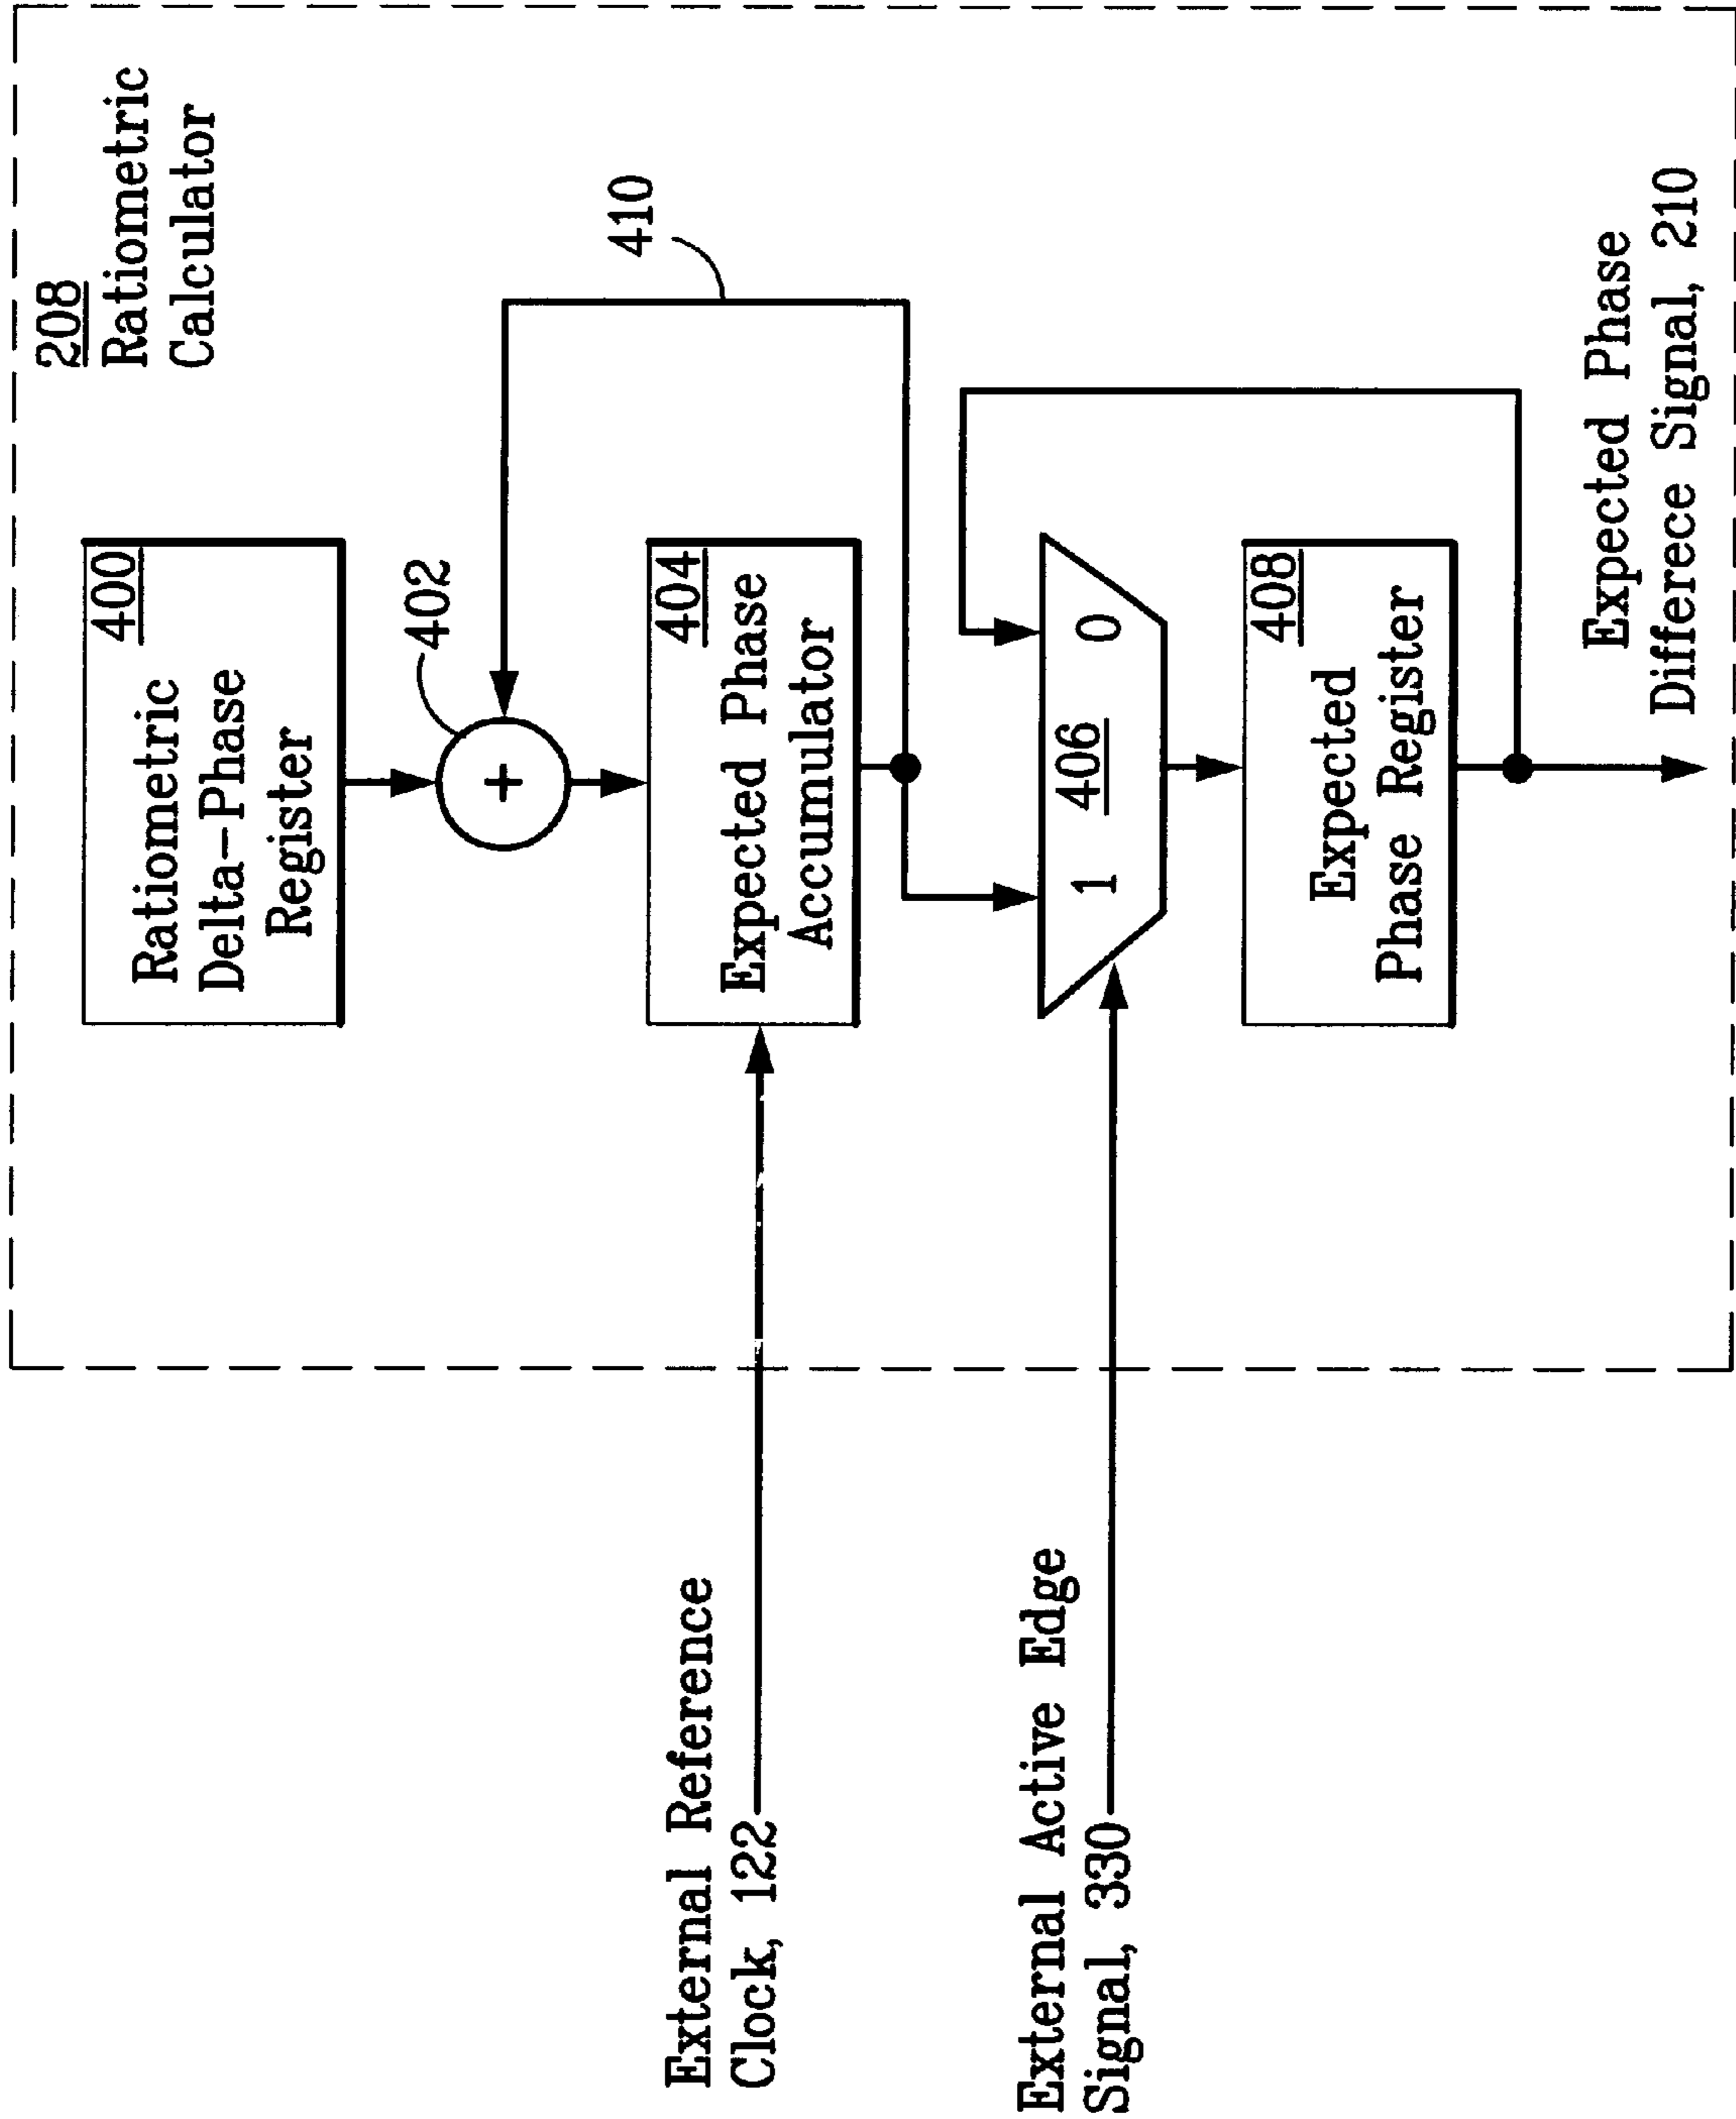 208
Ratiometric
Calculator
400
Ratiometric
Delta-Phase
Register
402
+
410
External Reference
Clock, 122
404
Expected Phase
Accumulator
External Active Edge
Signal, 330
1 406 0
408
Expected
Phase Register
Expected Phase
Differece Signal, 210